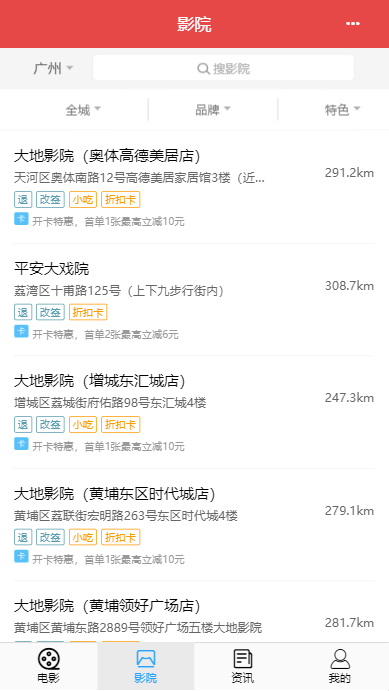 影院
广州
搜影院
全城
品牌
特色
大地影院（奥体高德美居店）
天河区奥体南路12号高德美居家居馆3楼（近…
291.2km
退 改签 小吃 折扣卡
卡 开卡特惠，首单1张最高立减10元
平安大戏院
荔湾区十甫路125号（上下九步行街内）
308.7km
退 改签 折扣卡
卡 开卡特惠，首单2张最高立减6元
大地影院（增城东汇城店）
增城区荔城街府佑路98号东汇城4楼
247.3km
退 改签 小吃 折扣卡
卡 开卡特惠，首单1张最高立减10元
大地影院（黄埔东区时代城店）
黄埔区荔联街宏明路263号东区时代城4楼
279.1km
退 改签 小吃 折扣卡
卡 开卡特惠，首单1张最高立减10元
大地影院（黄埔领好广场店）
黄埔区黄埔东路2889号领好广场五楼大地影院
281.7km
电影
影院
资讯
我的